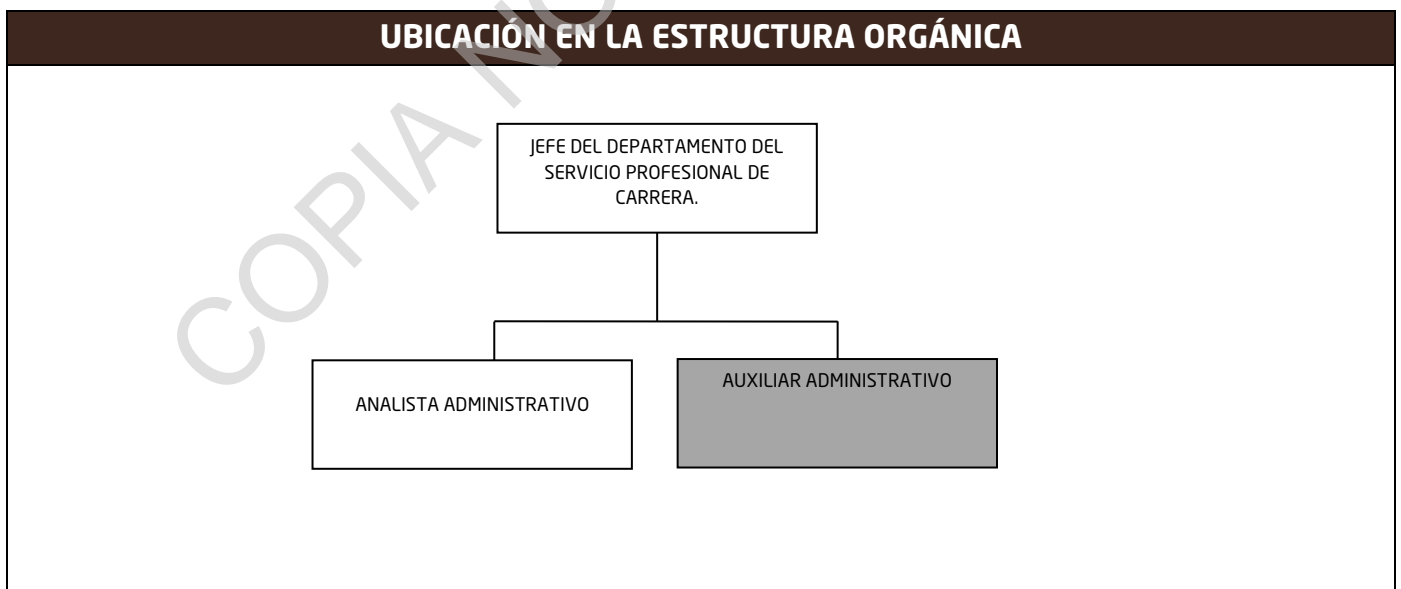 UBICACIÓN EN LA ESTRUCTURA ORGÁNICA
JEFE DEL DEPARTAMENTO DEL
SERVICIO PROFESIONAL DE
CARRERA.
ANALISTA ADMINISTRATIVO
AUXILIAR ADMINISTRATIVO
COPIA NO